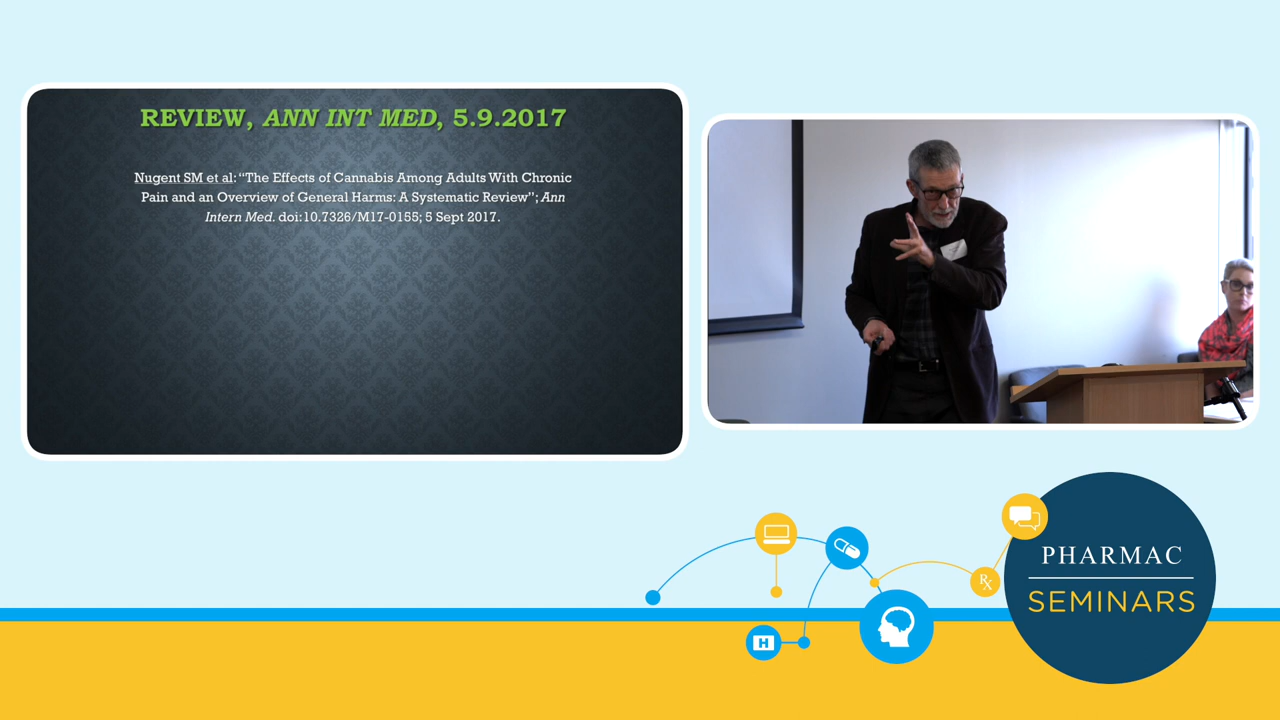 REVIEW, ANN INT MED, 5.9.2017
Nugent SM et al: “The Effects of Cannabis Among Adults With Chronic
Pain and an Overview of General Harms: A Systematic Review”; Ann
Intern Med. doi:10.7326/M17-0155; 5 Sept 2017.
H
Rx
PHARMAC
SEMINARS